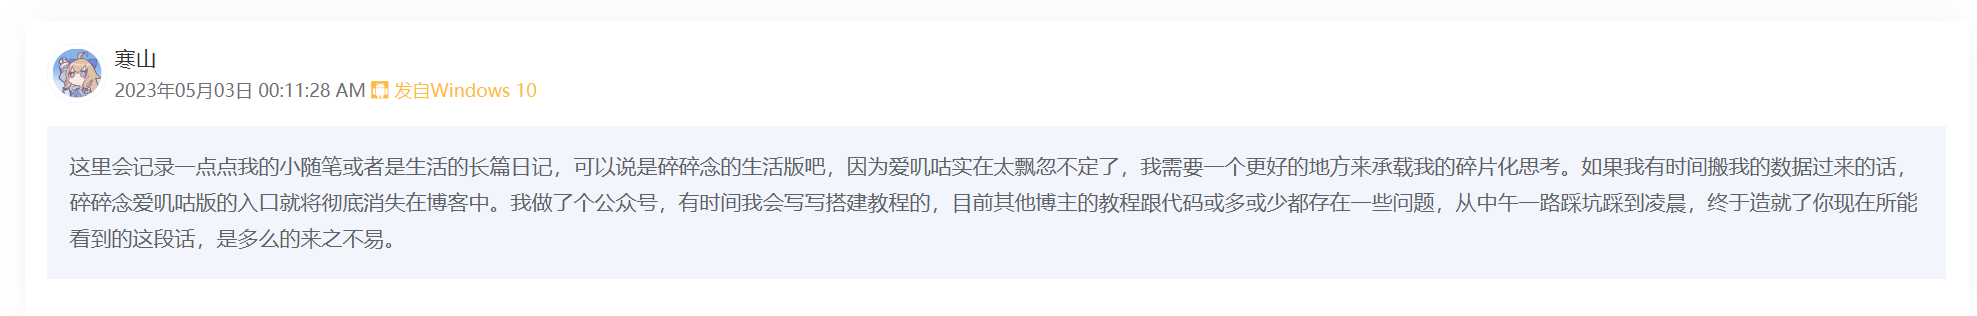 寒山
2023年05月03日 00:11:28 AM 发自Windows 10
这里会记录一点点我的小随笔或者是生活的长篇日记，可以说是碎碎念的生活版吧，因为爱叽咕实在太飘忽不定了，我需要一个更好的地方来承载我的碎片化思考。如果我有时间搬我的数据过来的话，
碎碎念爱叽咕版的入口就将彻底消失在博客中。我做了个公众号，有时间我会写写搭建教程的，目前其他博主的教程跟代码或多或少都存在一些问题，从中午一路踩坑踩到凌晨，终于造就了你现在所能
看到的这段话，是多么的来之不易。